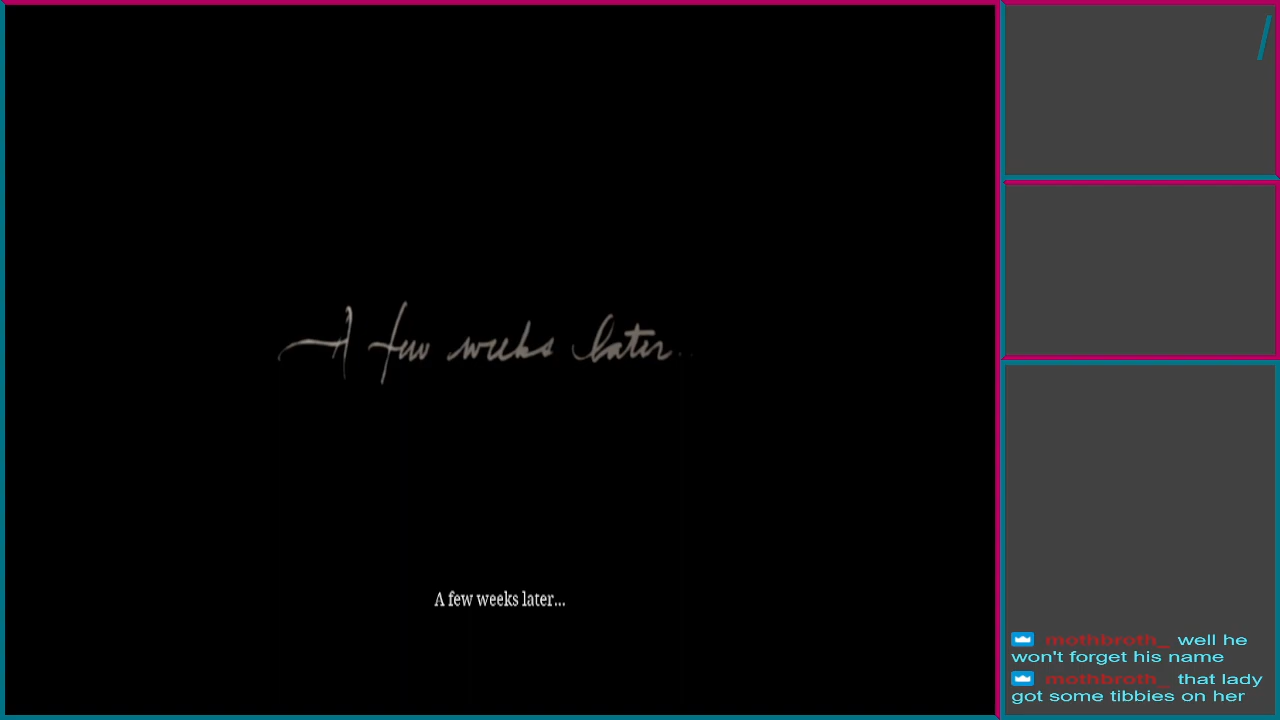 A few weeks later...
A few weeks later...
/
mothbroth_ well he
won't forget his name
mothbroth_ that lady
got some tibbies on her